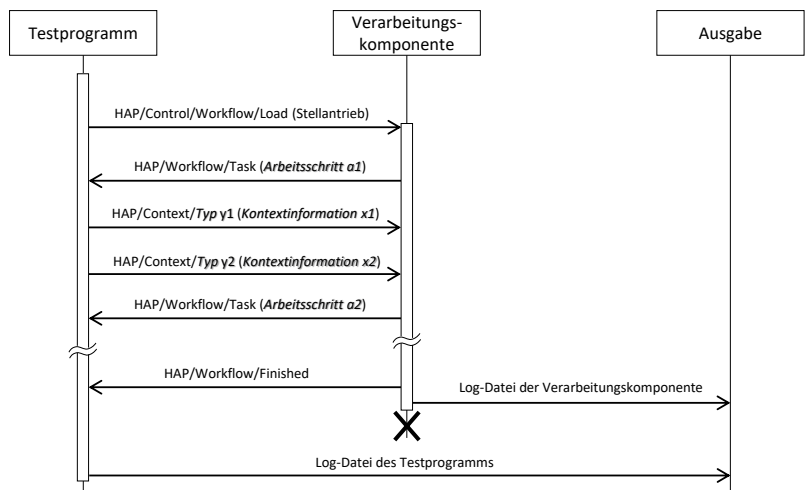 Testprogramm
Verarbeitungs-
komponente
Ausgabe
HAP/Control/Workflow/Load (Stellantrieb)
HAP/Workflow/Task (Arbeitsschritt a1)
HAP/Context/Typ y1 (Kontextinformation x1)
HAP/Context/Typ y2 (Kontextinformation x2)
HAP/Workflow/Task (Arbeitsschritt a2)
HAP/Workflow/Finished
Log-Datei der Verarbeitungskomponente
Log-Datei des Testprogramms